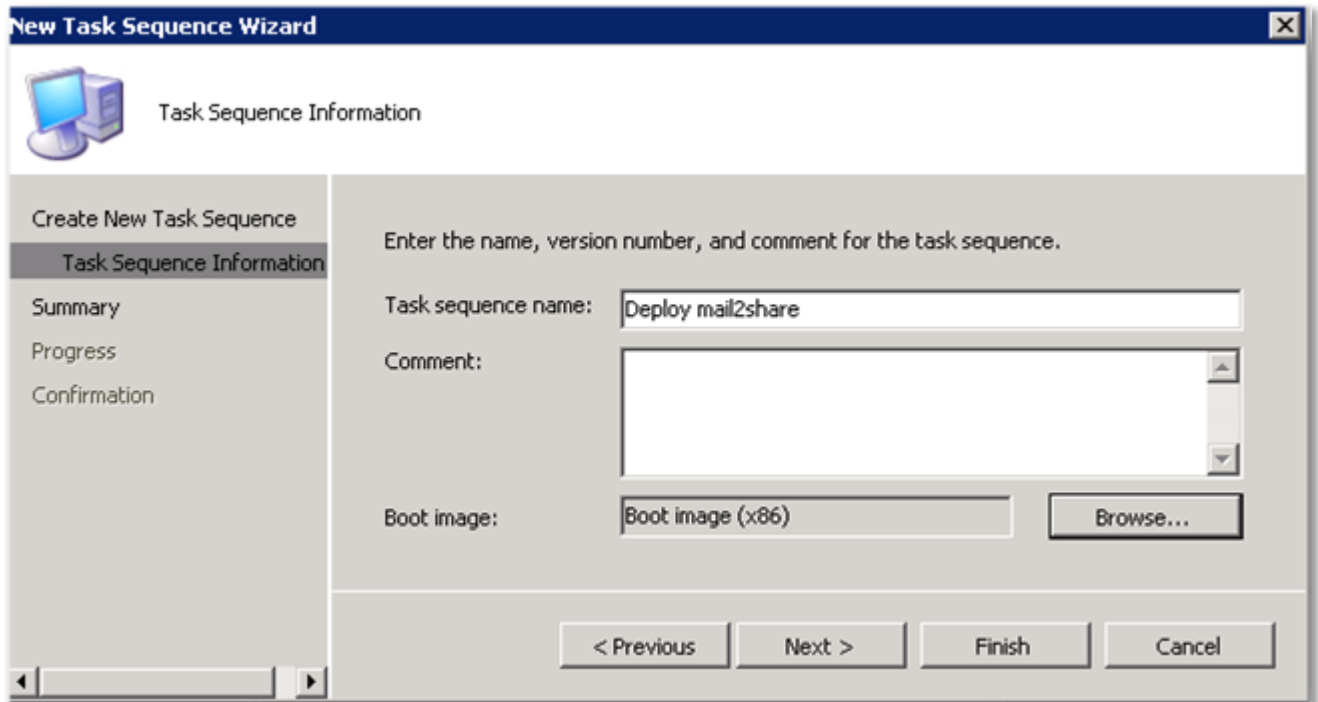 New Task Sequence Wizard
Task Sequence Information
Create New Task Sequence
Task Sequence Information
Summary
Progress
Confirmation
Enter the name, version number, and comment for the task sequence.
Task sequence name: Deploy mail2share
Comment:
Boot image: Boot image (x86) Browse...
< Previous Next > Finish Cancel